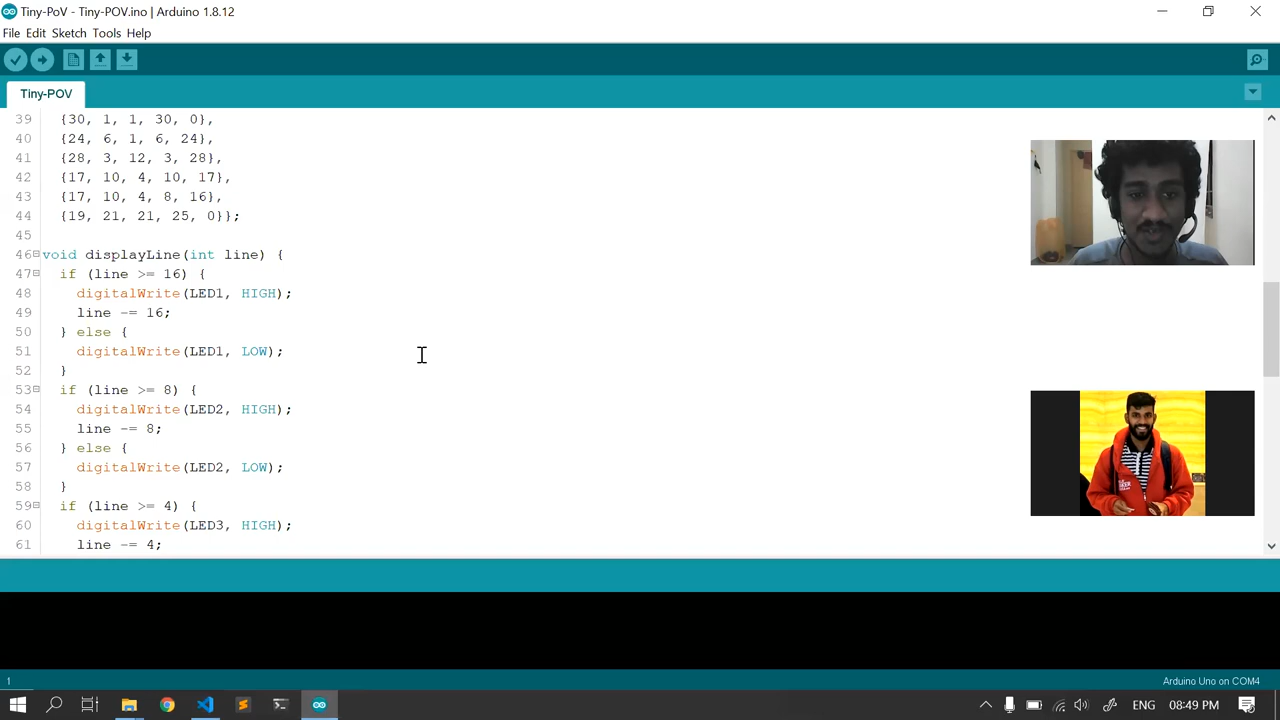 Tiny-PoV - Tiny-POV.ino | Arduino 1.8.12
File Edit Sketch Tools Help
Tiny-POV
39 {30, 1, 1, 30, 0},
40 {24, 6, 1, 6, 24},
41 {28, 3, 12, 3, 28},
42 {17, 10, 4, 10, 17},
43 {17, 10, 4, 8, 16},
44 {19, 21, 21, 25, 0}};
45
46 void displayLine(int line) {
47 if (line >= 16) {
48 digitalWrite(LED1, HIGH);
49 line -= 16;
50 } else {
51 digitalWrite(LED1, LOW);
52 }
53 if (line >= 8) {
54 digitalWrite(LED2, HIGH);
55 line -= 8;
56 } else {
57 digitalWrite(LED2, LOW);
58 }
59 if (line >= 4) {
60 digitalWrite(LED3, HIGH);
61 line -= 4;
1 Arduino Uno on COM4
ENG 08:49 PM